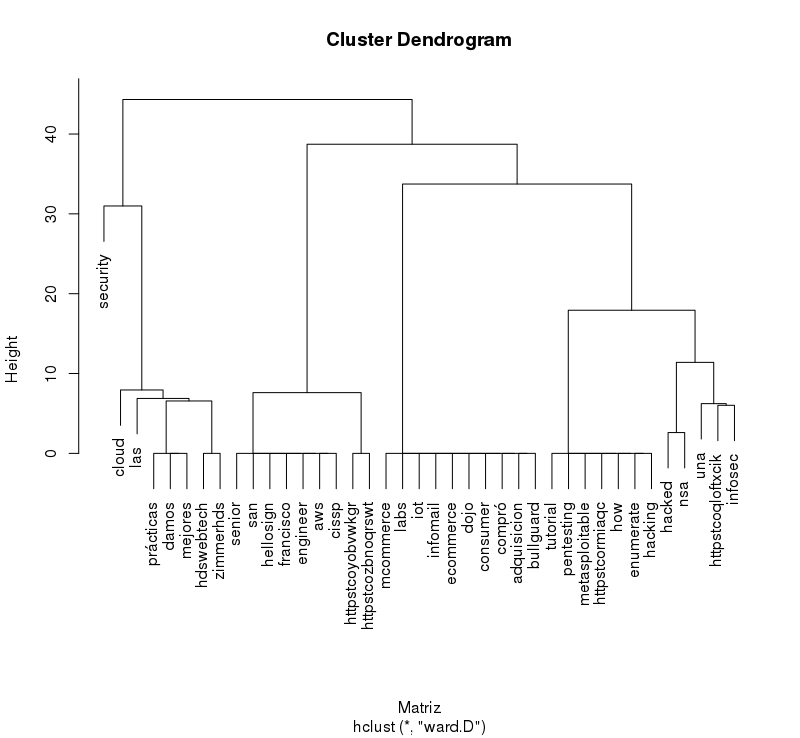 Cluster Dendrogram
Height
0
10
20
30
40
security
cloud
las
prácticas
damos
mejores
hdswebtech
zimmerhds
senior
san
hellosign
francisco
engineer
aws
cissp
httpstcoyobvwkgr
httpstcozbnoqrswt
mcommerce
labs
iot
infomail
ecommerce
dojo
consumer
compró
adquisicion
bullguard
tutorial
pentesting
metasploitable
httpstcormiaqc
how
enumerate
hacking
hacked
nsa
una
httpstcoqloftxcik
infosec
Matriz
hclust (*, "ward.D")